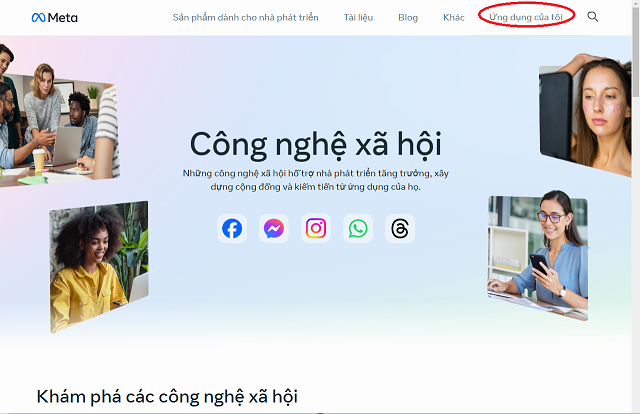 Meta
Sản phẩm dành cho nhà phát triển Tài liệu Blog Khác Ứng dụng của tôi
Công nghệ xã hội
Những công nghệ xã hội hỗ trợ nhà phát triển tăng trưởng, xây
dựng cộng đồng và kiếm tiền từ ứng dụng của họ.
Khám phá các công nghệ xã hội